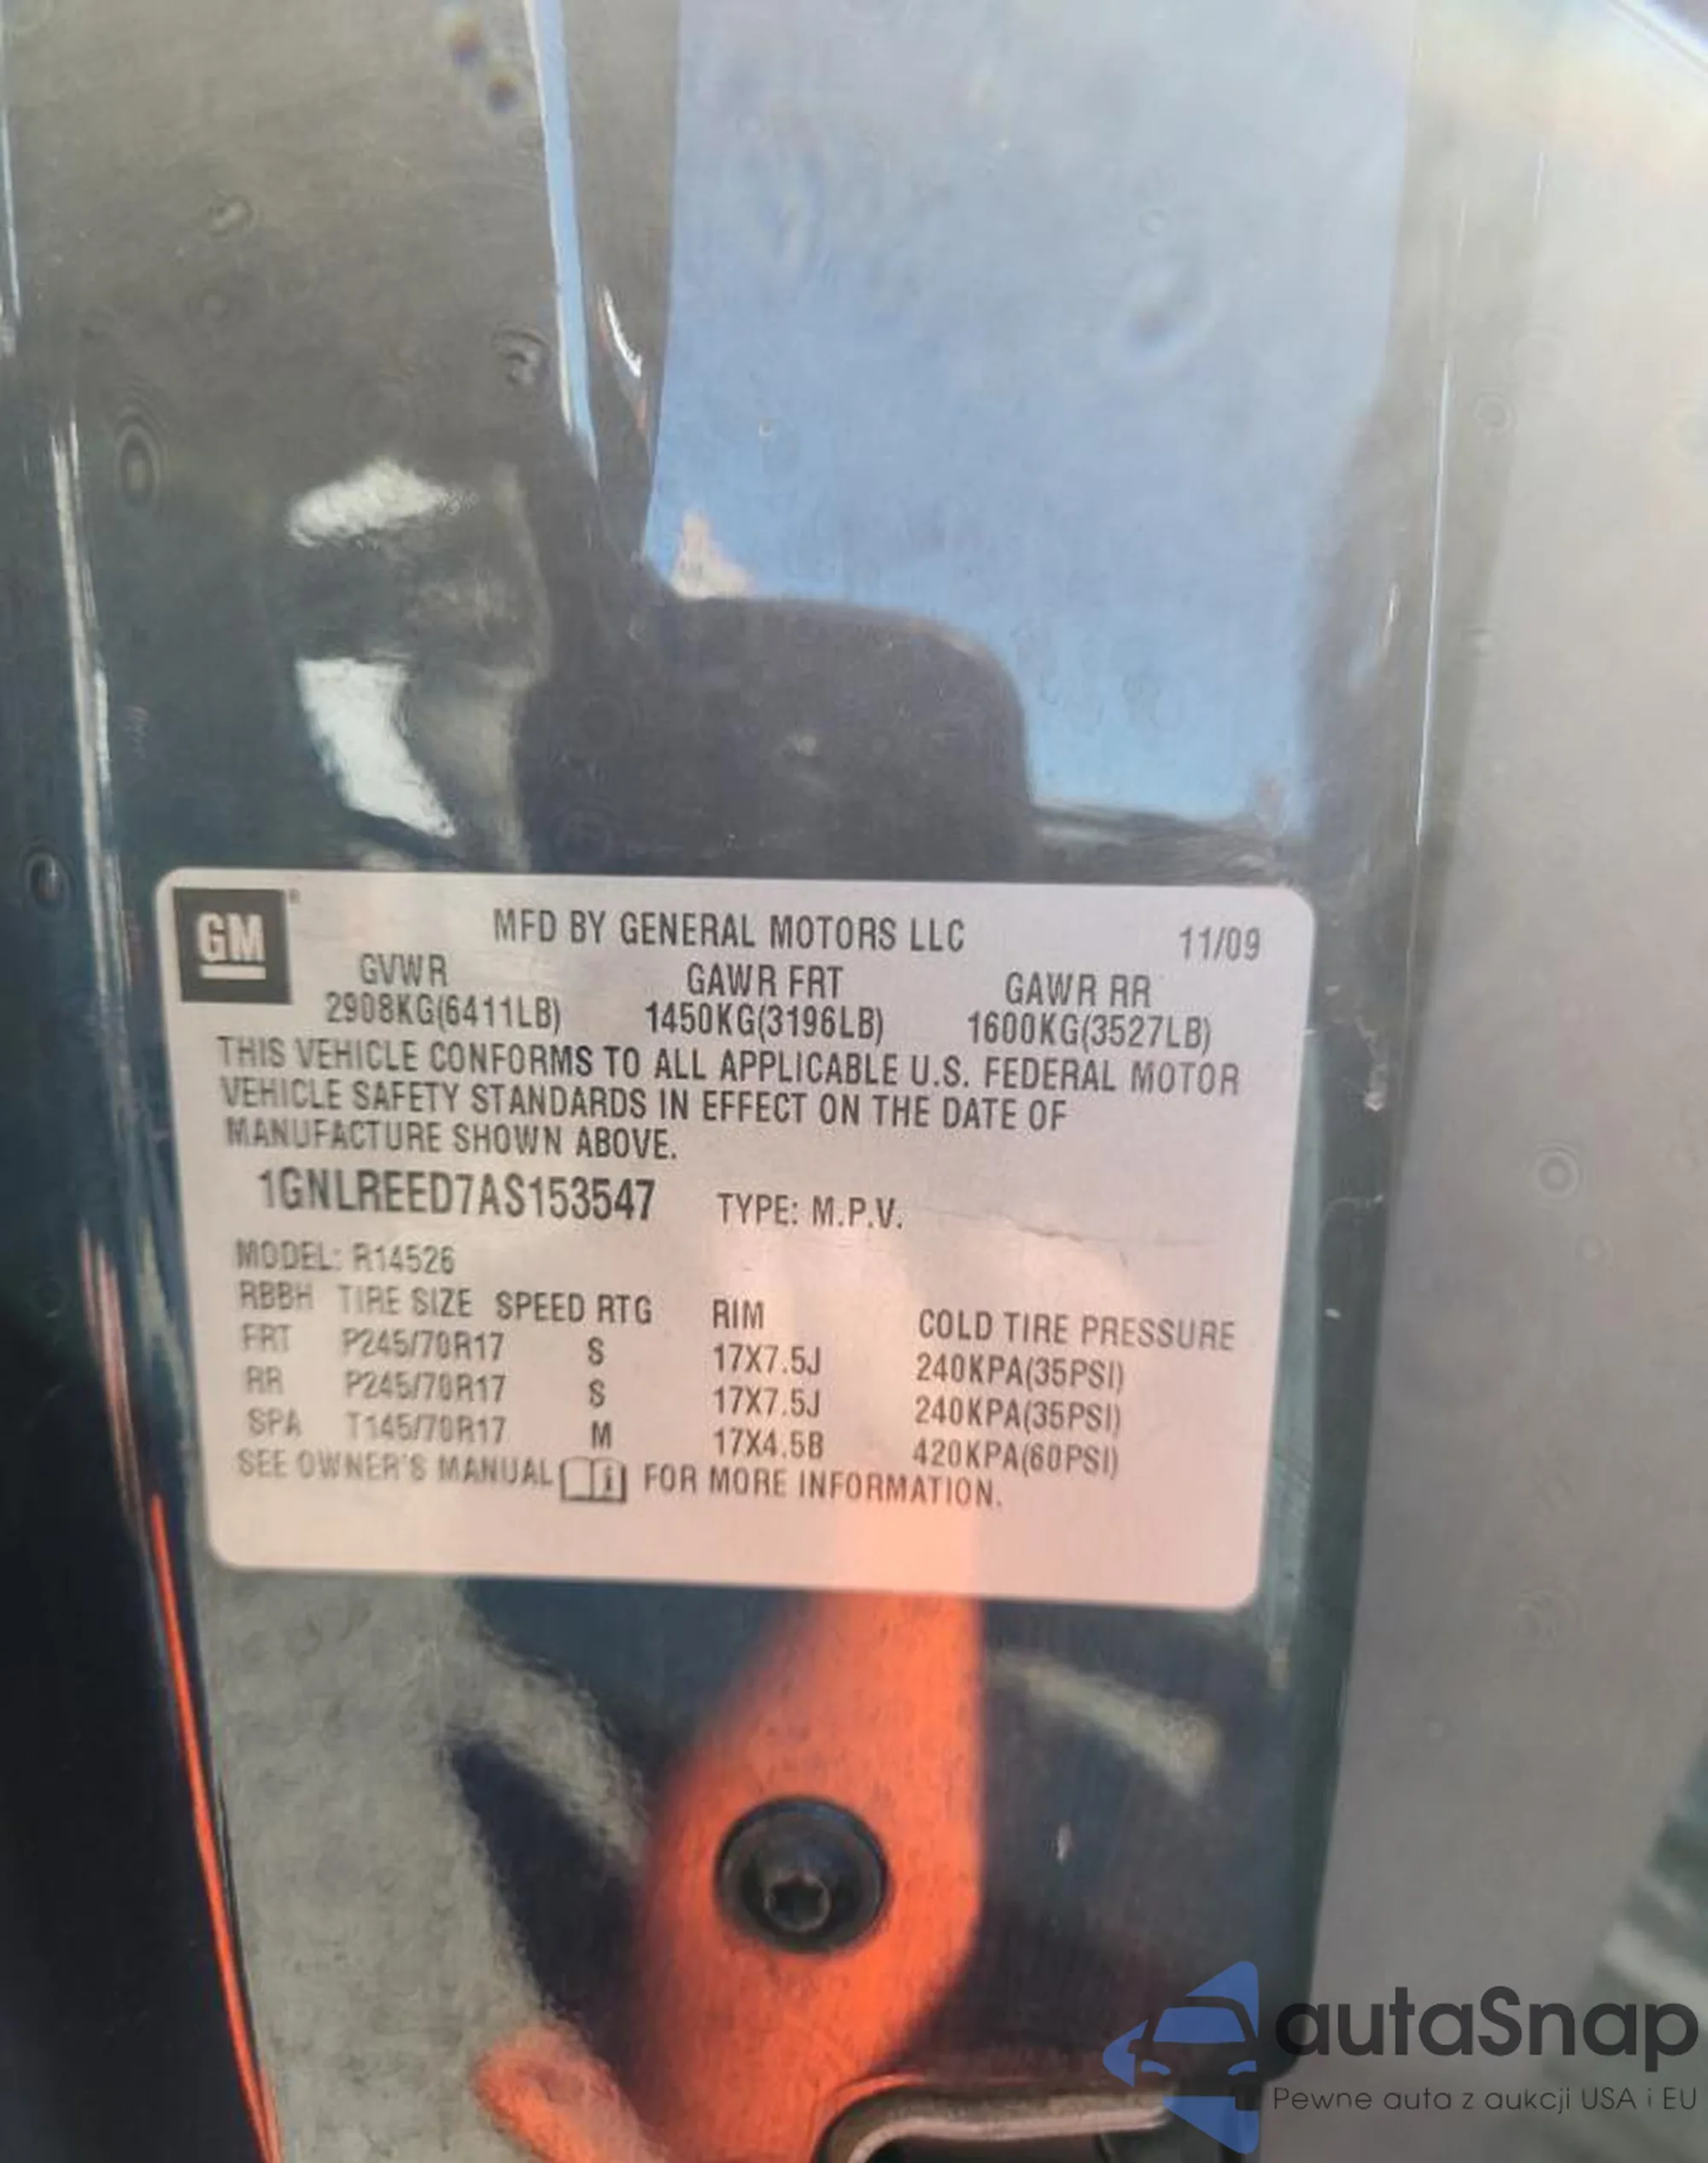 GM®
MFD BY GENERAL MOTORS LLC 11/09
GVWR GAWR FRT GAWR RR
2908KG(6411LB) 1450KG(3196LB) 1600KG(3527LB)
THIS VEHICLE CONFORMS TO ALL APPLICABLE U.S. FEDERAL MOTOR
VEHICLE SAFETY STANDARDS IN EFFECT ON THE DATE OF
MANUFACTURE SHOWN ABOVE.
1GNLREED7AS153547 TYPE: M.P.V.
MODEL: R14526
RBBH TIRE SIZE SPEED RTG RIM COLD TIRE PRESSURE
FRT P245/70R17 S 17X7.5J 240KPA(35PSI)
RR P245/70R17 S 17X7.5J 240KPA(35PSI)
SPA T145/70R17 M 17X4.5B 420KPA(60PSI)
SEE OWNER'S MANUAL i FOR MORE INFORMATION.
autaSnap
Pewne auta z aukcji USA i EU